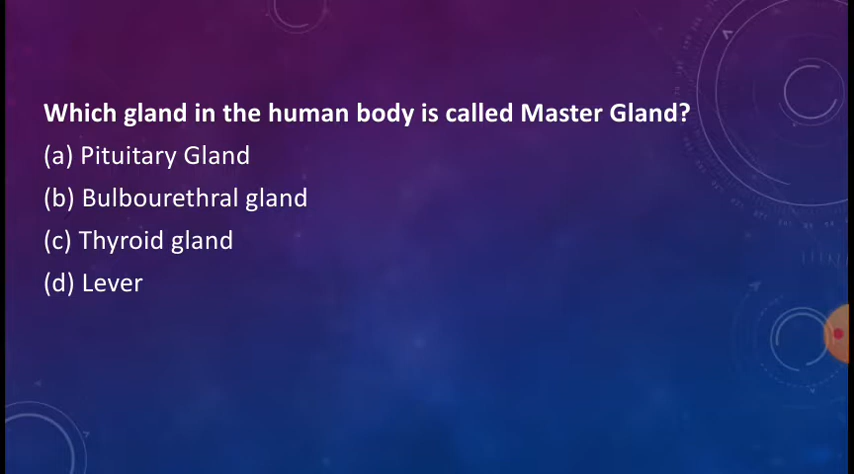 Which gland in the human body is called Master Gland?
(a) Pituitary Gland
(b) Bulbourethral gland
(c) Thyroid gland
(d) Lever